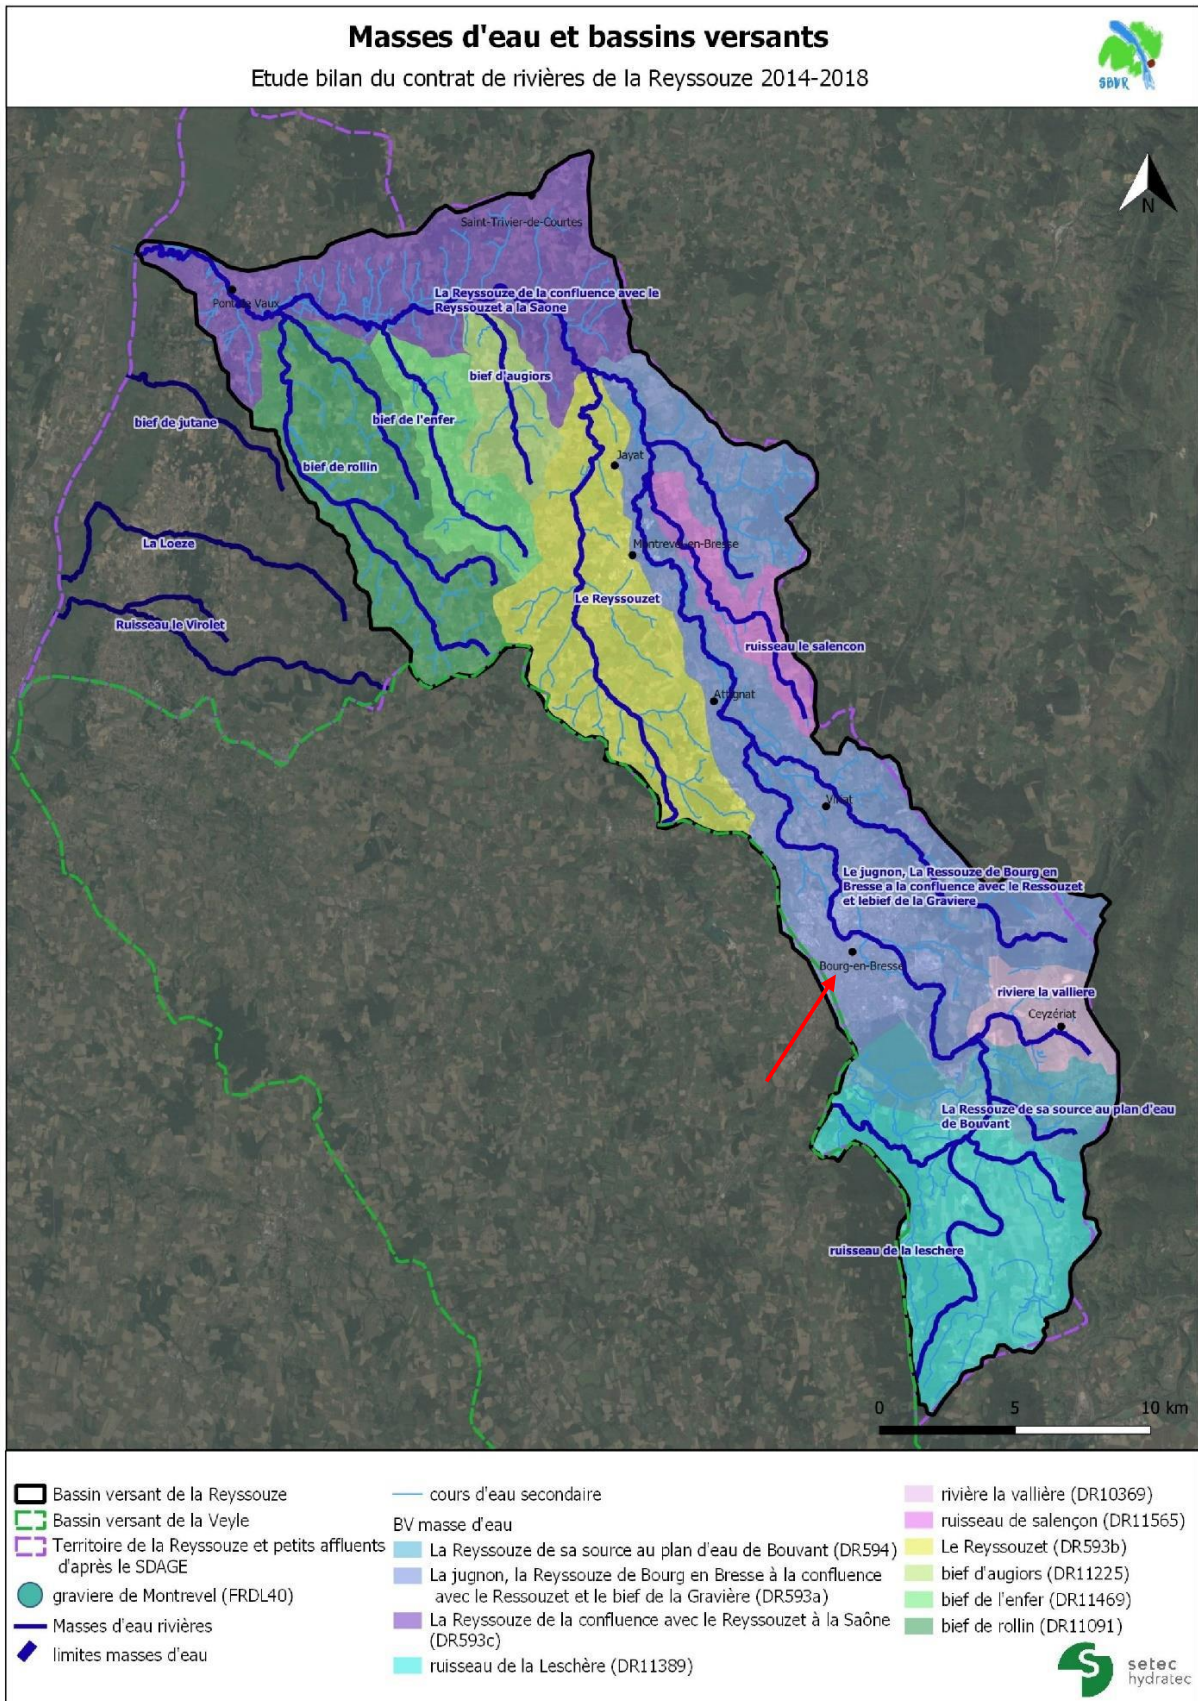 Masses d'eau et bassins versants
Etude bilan du contrat de rivières de la Reyssouze 2014-2018
SBVR
N
Saint-Trivier-de-Courtes
Pont de Vaux
La Reyssouze de la confluence avec le
Reyssouzet a la Saone
bief d'augiors
bief de jutane
bief de l'enfer
bief de rollin
Jayat
La Loeze
Montrevel-en-Bresse
Le Reyssouzet
Ruisseau le Virolet
ruisseau le salencon
Attignat
Viriat
Le jugnon, La Ressouze de Bourg en
Bresse a la confluence avec le Ressouzet
et lebief de la Graviere
Bourg-en-Bresse
riviere la valliere
Ceyzériat
La Ressouze de sa source au plan d'eau
de Bouvant
ruisseau de la leschere
0 5 10 km
Bassin versant de la Reyssouze
Bassin versant de la Veyle
Territoire de la Reyssouze et petits affluents
d'après le SDAGE
graviere de Montrevel (FRDL40)
Masses d'eau rivières
limites masses d'eau
cours d'eau secondaire
BV masse d'eau
La Reyssouze de sa source au plan d'eau de Bouvant (DR594)
La jugnon, la Reyssouze de Bourg en Bresse à la confluence
avec le Ressouzet et le bief de la Gravière (DR593a)
La Reyssouze de la confluence avec le Reyssouzet à la Saône
(DR593c)
ruisseau de la Leschère (DR11389)
rivière la vallière (DR10369)
ruisseau de salençon (DR11565)
Le Reyssouzet (DR593b)
bief d'augiors (DR11225)
bief de l'enfer (DR11469)
bief de rollin (DR11091)
setec
hydratec